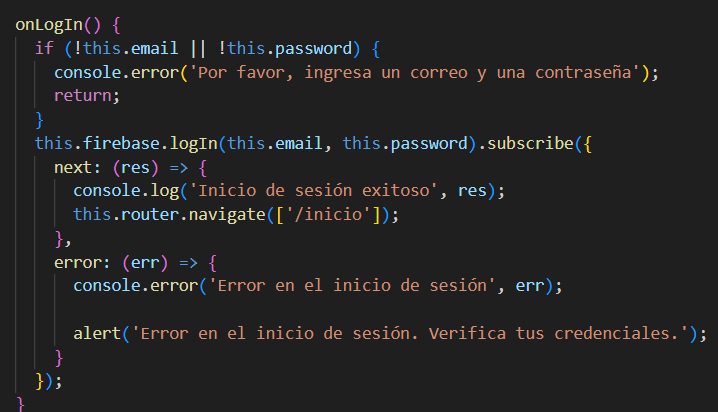 onLogIn() {
if (!this.email || !this.password) {
console.error('Por favor, ingresa un correo y una contraseña');
return;
}
this.firebase.logIn(this.email, this.password).subscribe({
next: (res) => {
console.log('Inicio de sesión exitoso', res);
this.router.navigate(['/inicio']);
},
error: (err) => {
console.error('Error en el inicio de sesión', err);
alert('Error en el inicio de sesión. Verifica tus credenciales.');
}
});
}